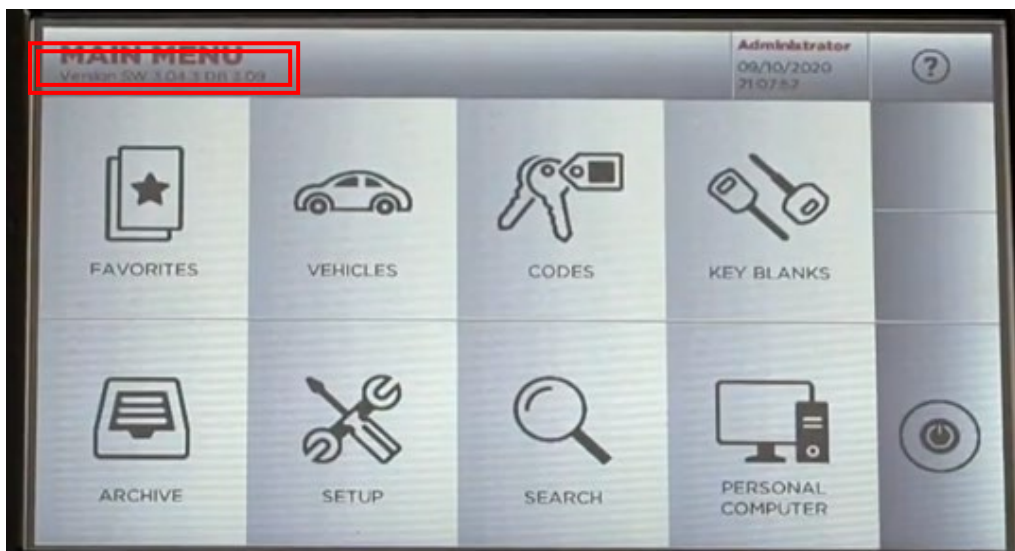 MAIN MENU
Version SW 3.04.3 DB 3.09
Administrator
09/10/2020
21:07:52
?
FAVORITES
VEHICLES
CODES
KEY BLANKS
ARCHIVE
SETUP
SEARCH
PERSONAL
COMPUTER